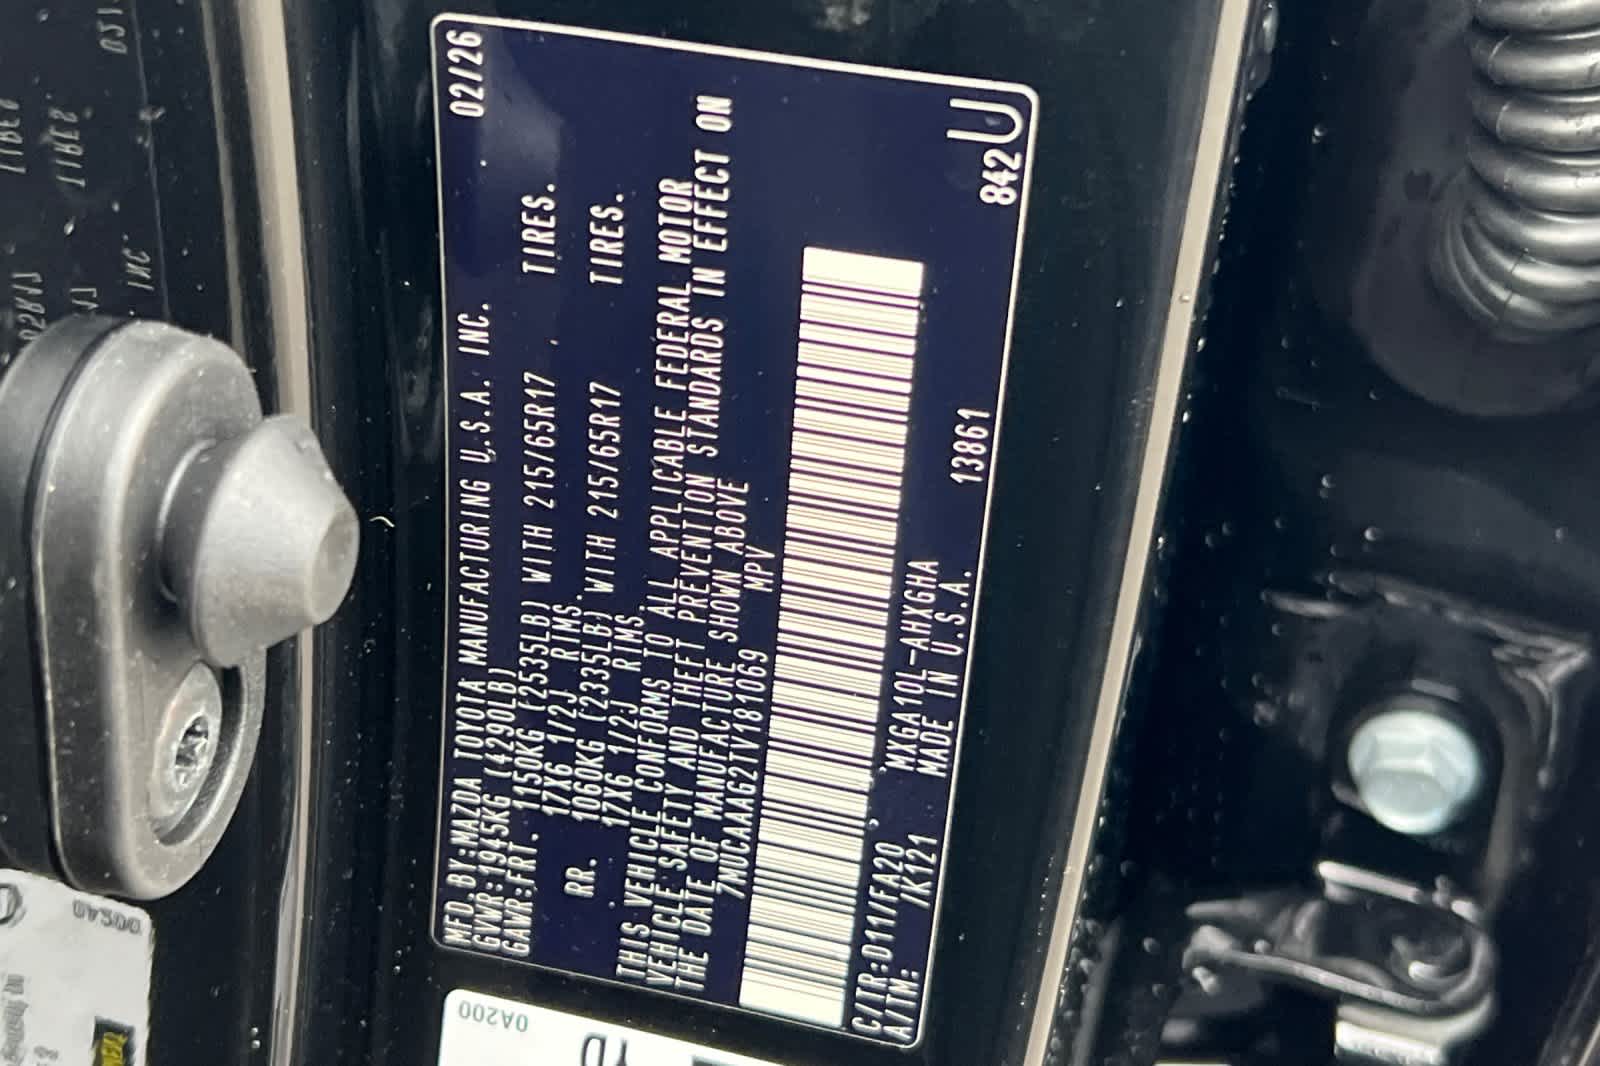 MFD.BY:MAZDA TOYOTA MANUFACTURING U.S.A. INC. 02/26
GVWR:1945KG (4290LB)
GAWR:FRT. 1150KG (2535LB) WITH 215/65R17 TIRES.
17X6 1/2J RIMS.
RR. 1060KG (2335LB) WITH 215/65R17 TIRES.
17X6 1/2J RIMS.
THIS VEHICLE CONFORMS TO ALL APPLICABLE FEDERAL MOTOR
VEHICLE SAFETY AND THEFT PREVENTION STANDARDS IN EFFECT ON
THE DATE OF MANUFACTURE SHOWN ABOVE
7MUCAAAG2TV181069 MPV
C/TR:D11/FA20 , , MXGA10L-AHXGHA 13861 842U
A/TM: /K121 MADE IN U.S.A.
0A200